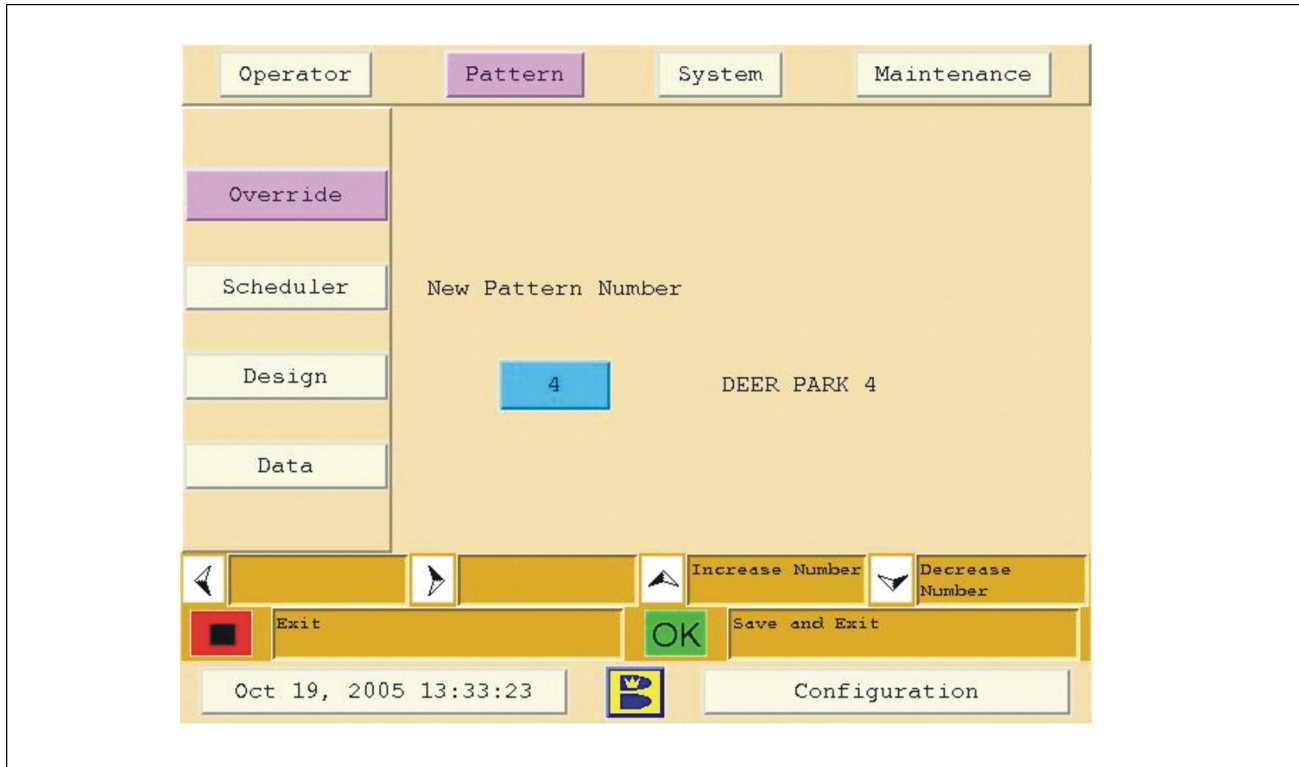 Operator Pattern System Maintenance
Override
Scheduler
New Pattern Number
Design
4 DEER PARK 4
Data
Increase Number
Decrease
Number
Exit
OK
Save and Exit
Oct 19, 2005 13:33:23
Configuration